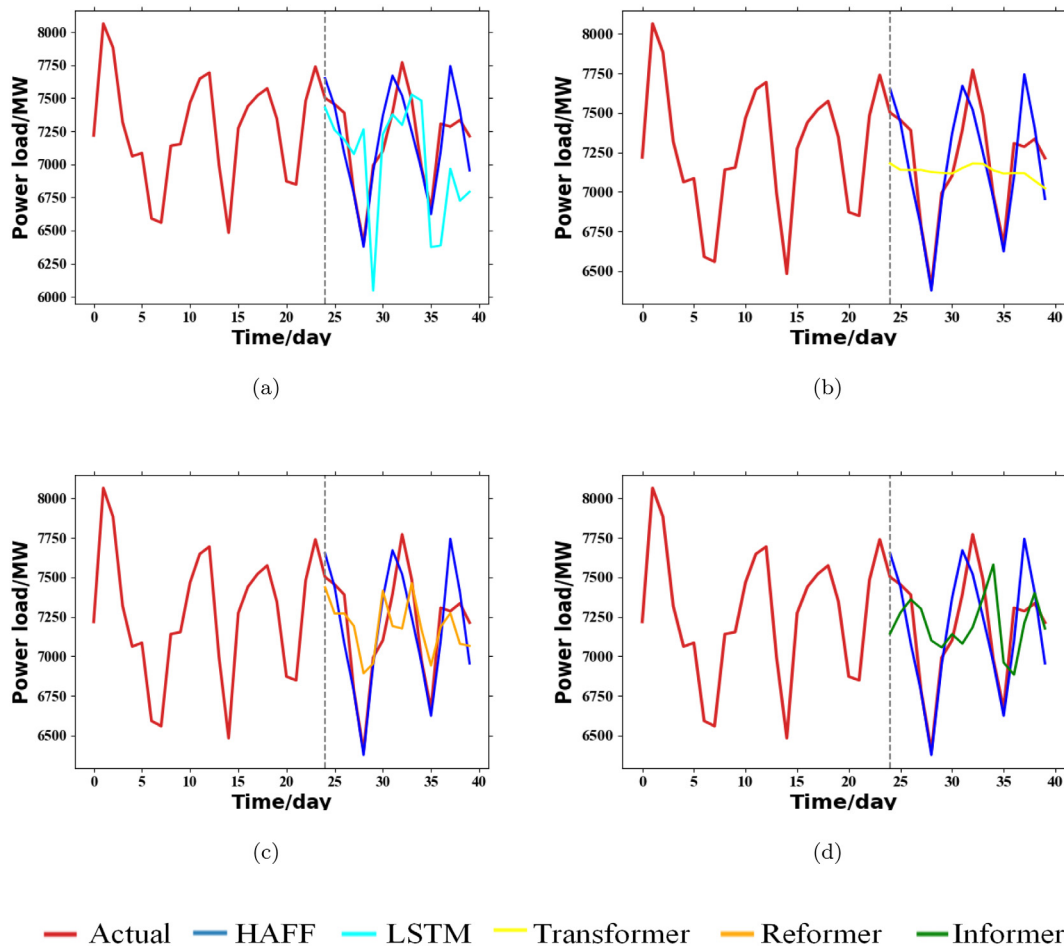 8000
7750
7500
7250
7000
6750
6500
6250
6000
Power load/MW
0 5 10 15 20 25 30 35 40
Time/day
(a)
8000
7750
7500
7250
7000
6750
6500
Power load/MW
0 5 10 15 20 25 30 35 40
Time/day
(b)
8000
7750
7500
7250
7000
6750
6500
Power load/MW
0 5 10 15 20 25 30 35 40
Time/day
(c)
8000
7750
7500
7250
7000
6750
6500
Power load/MW
0 5 10 15 20 25 30 35 40
Time/day
(d)
Actual HAFF LSTM Transformer Reformer Informer